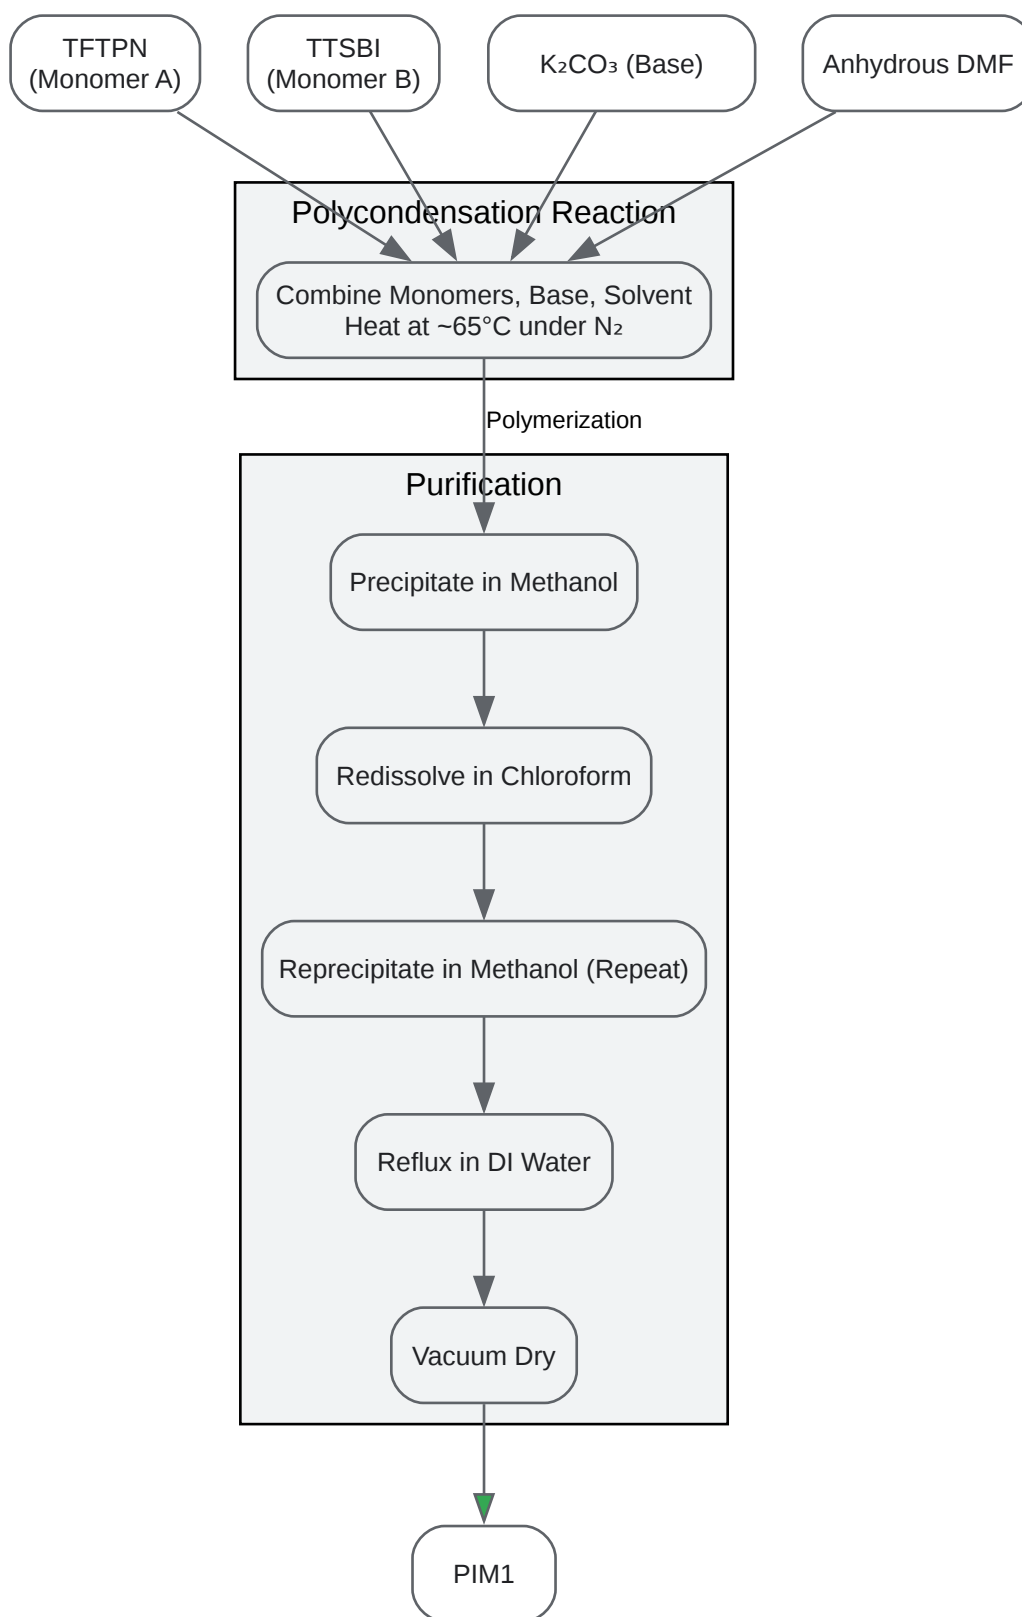 TFTPN
(Monomer A)
TTSBI
(Monomer B)
K₂CO₃ (Base)
Anhydrous DMF
Polycondensation Reaction
Combine Monomers, Base, Solvent
Heat at ~65°C under N₂
Polymerization
Purification
Precipitate in Methanol
Redissolve in Chloroform
Reprecipitate in Methanol (Repeat)
Reflux in DI Water
Vacuum Dry
PIM1